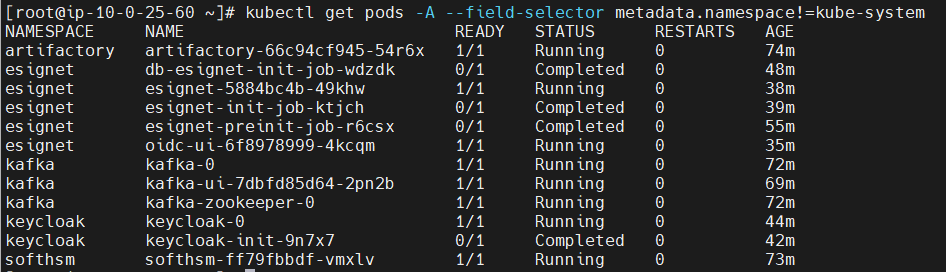 [root@ip-10-0-25-60 ~]# kubectl get pods -A --field-selector metadata.namespace!=kube-system
NAMESPACE NAME READY STATUS RESTARTS AGE
artifactory artifactory-66c94cf945-54r6x 1/1 Running 0 74m
esignet db-esignet-init-job-wdzdk 0/1 Completed 0 48m
esignet esignet-5884bc4b-49khw 1/1 Running 0 38m
esignet esignet-init-job-ktjch 0/1 Completed 0 39m
esignet esignet-preinit-job-r6csx 0/1 Completed 0 55m
esignet oidc-ui-6f8978999-4kcqm 1/1 Running 0 35m
kafka kafka-0 1/1 Running 0 72m
kafka kafka-ui-7dbfd85d64-2pn2b 1/1 Running 0 69m
kafka kafka-zookeeper-0 1/1 Running 0 72m
keycloak keycloak-0 1/1 Running 0 44m
keycloak keycloak-init-9n7x7 0/1 Completed 0 42m
softhsm softhsm-ff79fbbdf-vmxlv 1/1 Running 0 73m